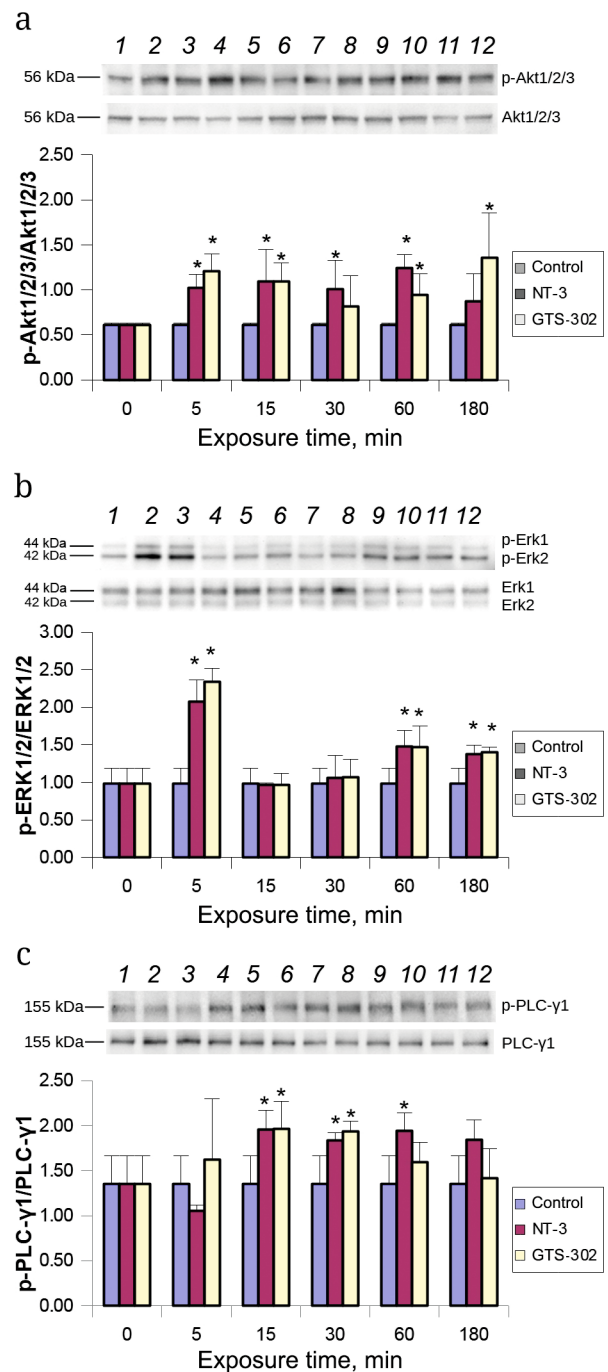 a
1 2 3 4 5 6 7 8 9 10 11 12
56 kDa
p-Akt1/2/3
56 kDa
Akt1/2/3
p-Akt1/2/3/Akt1/2/3
2.50
2.00
1.50
1.00
0.50
0.00
* * * * * * * *
Control
NT-3
GTS-302
0 5 15 30 60 180
Exposure time, min
b
1 2 3 4 5 6 7 8 9 10 11 12
44 kDa
42 kDa
p-Erk1
p-Erk2
44 kDa
42 kDa
Erk1
Erk2
p-ERK1/2/ERK1/2
3.00
2.50
2.00
1.50
1.00
0.50
0.00
* * * * * *
Control
NT-3
GTS-302
0 5 15 30 60 180
Exposure time, min
c
1 2 3 4 5 6 7 8 9 10 11 12
155 kDa
p-PLC-γ1
155 kDa
PLC-γ1
p-PLC-γ1/PLC-γ1
2.50
2.00
1.50
1.00
0.50
0.00
* * * * *
Control
NT-3
GTS-302
0 5 15 30 60 180
Exposure time, min